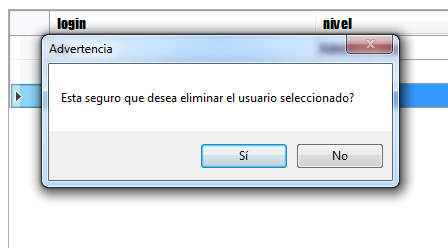 login nivel
Advertencia
Esta seguro que desea eliminar el usuario seleccionado?
Sí No